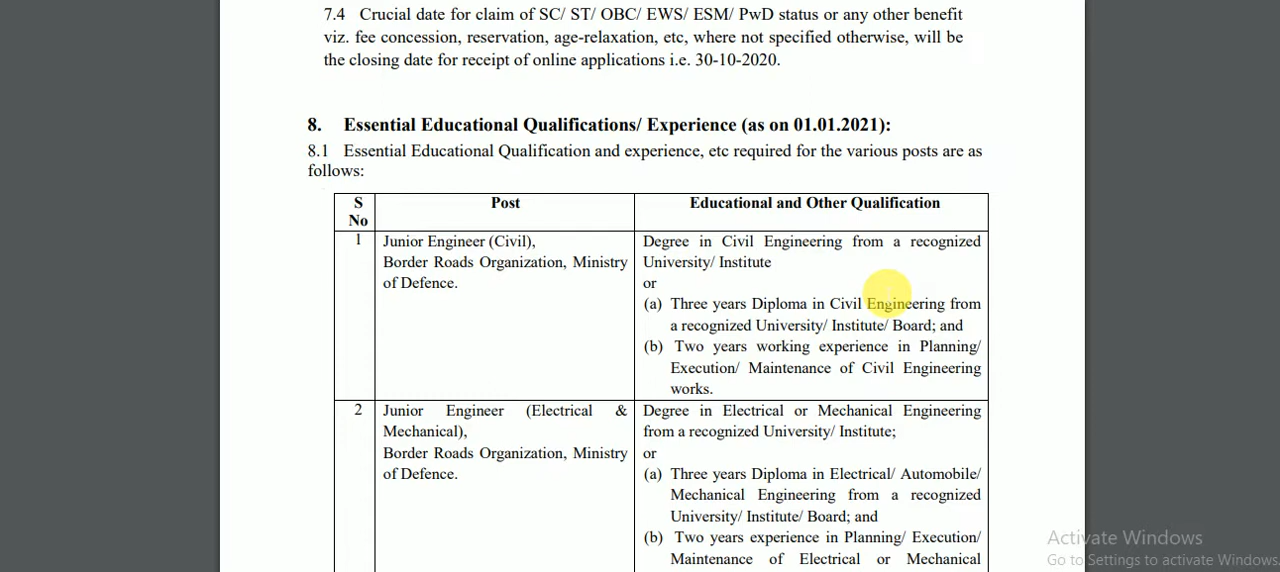 7.4 Crucial date for claim of SC/ ST/ OBC/ EWS/ ESM/ PwD status or any other benefit
viz. fee concession, reservation, age-relaxation, etc, where not specified otherwise, will be
the closing date for receipt of online applications i.e. 30-10-2020.
8. Essential Educational Qualifications/ Experience (as on 01.01.2021):
8.1 Essential Educational Qualification and experience, etc required for the various posts are as
follows:
S
No
Post
Educational and Other Qualification
1
Junior Engineer (Civil),
Border Roads Organization, Ministry
of Defence.
Degree in Civil Engineering from a recognized
University/ Institute
or
(a) Three years Diploma in Civil Engineering from
a recognized University/ Institute/ Board; and
(b) Two years working experience in Planning/
Execution/ Maintenance of Civil Engineering
works.
2
Junior Engineer (Electrical &
Mechanical),
Border Roads Organization, Ministry
of Defence.
Degree in Electrical or Mechanical Engineering
from a recognized University/ Institute;
or
(a) Three years Diploma in Electrical/ Automobile/
Mechanical Engineering from a recognized
University/ Institute/ Board; and
(b) Two years experience in Planning/ Execution/
Maintenance of Electrical or Mechanical
Activate Windows
Go to Settings to activate Windows.